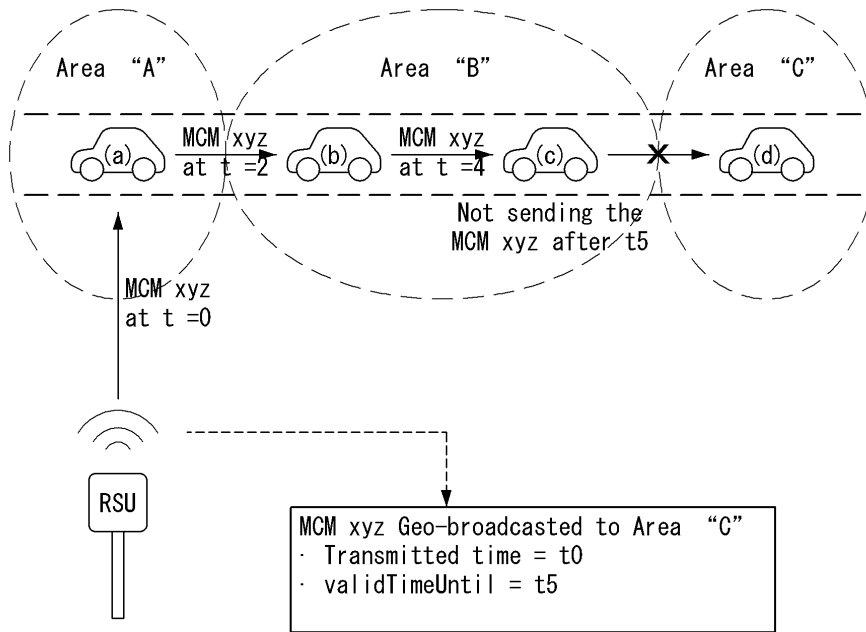 Area “A”
Area “B”
Area “C”
(a)
MCM xyz
at t =2
(b)
MCM xyz
at t =4
(c)
(d)
Not sending the
MCM xyz after t5
MCM xyz
at t =0
RSU
MCM xyz Geo-broadcasted to Area “C”
· Transmitted time = t0
· validTimeUntil = t5